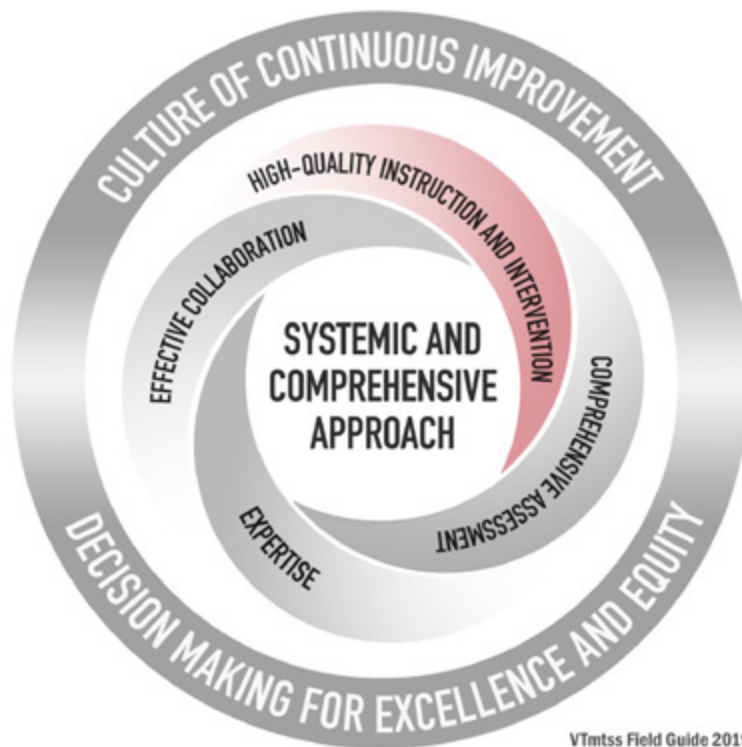 CULTURE OF CONTINUOUS IMPROVEMENT
HIGH-QUALITY INSTRUCTION AND INTERVENTION
EFFECTIVE COLLABORATION
SYSTEMIC AND
COMPREHENSIVE
APPROACH
COMPREHENSIVE ASSESSMENT
EXPERTISE
DECISION MAKING FOR EXCELLENCE AND EQUITY
VTmtss Field Guide 2019